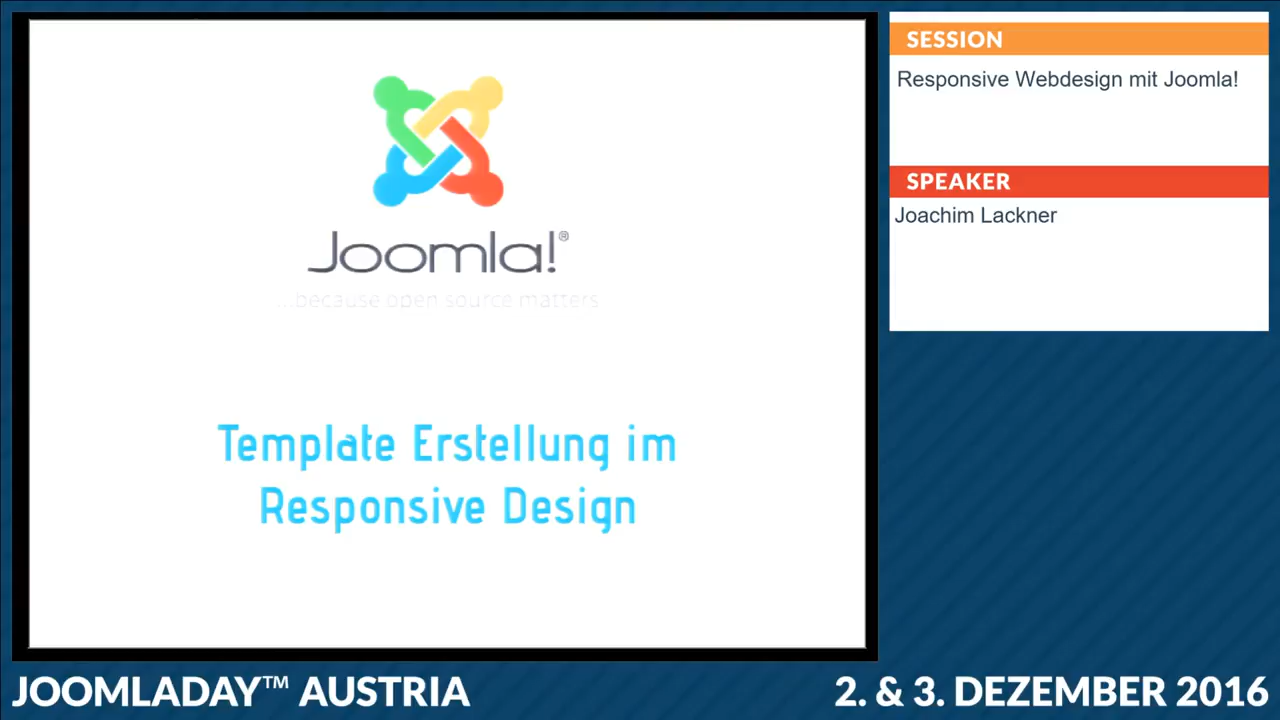 Joomla!®
...because open source matters
Template Erstellung im
Responsive Design
SESSION
Responsive Webdesign mit Joomla!
SPEAKER
Joachim Lackner
JOOMLADAY™ AUSTRIA
2. & 3. DEZEMBER 2016